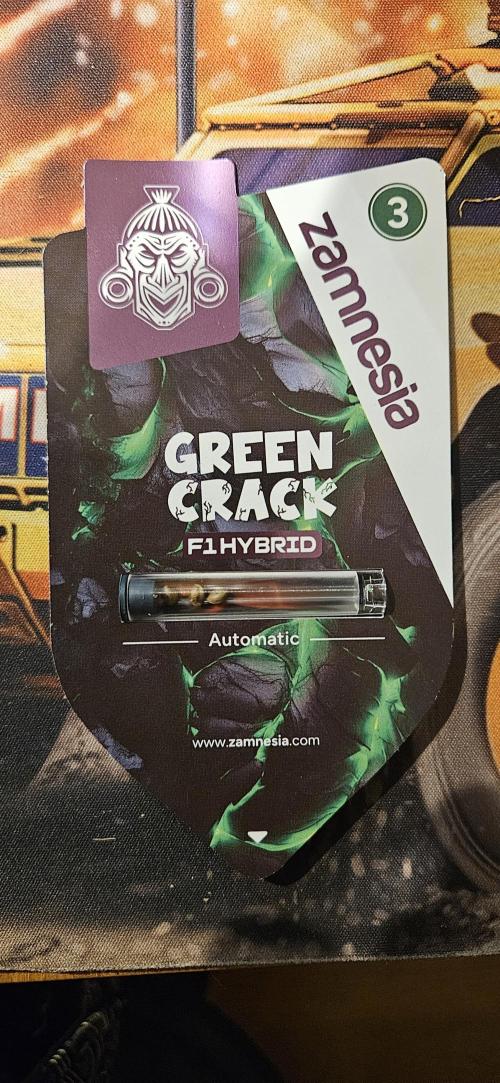 3
zamnesia
GREEN
CRACK
F1 HYBRID
Automatic
www.zamnesia.com